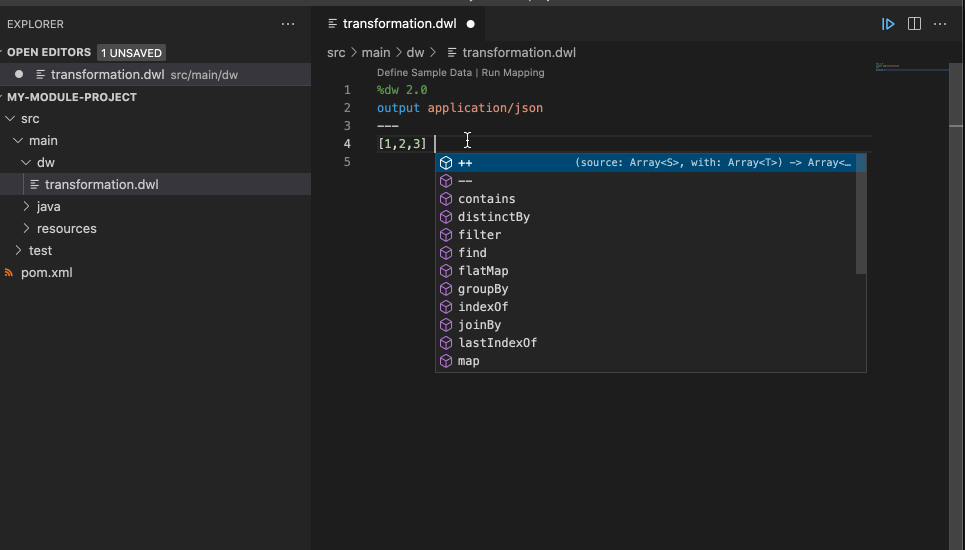 EXPLORER
transformation.dwl
OPEN EDITORS 1 UNSAVED
transformation.dwl src/main/dw
MY-MODULE-PROJECT
src
main
dw
transformation.dwl
java
resources
test
pom.xml
src > main > dw > transformation.dwl
Define Sample Data | Run Mapping
1 %dw 2.0
2 output application/json
3 ---
4 [1,2,3]
5
++ (source: Array<S>, with: Array<T>) -> Array<…
--
contains
distinctBy
filter
find
flatMap
groupBy
indexOf
joinBy
lastIndexOf
map